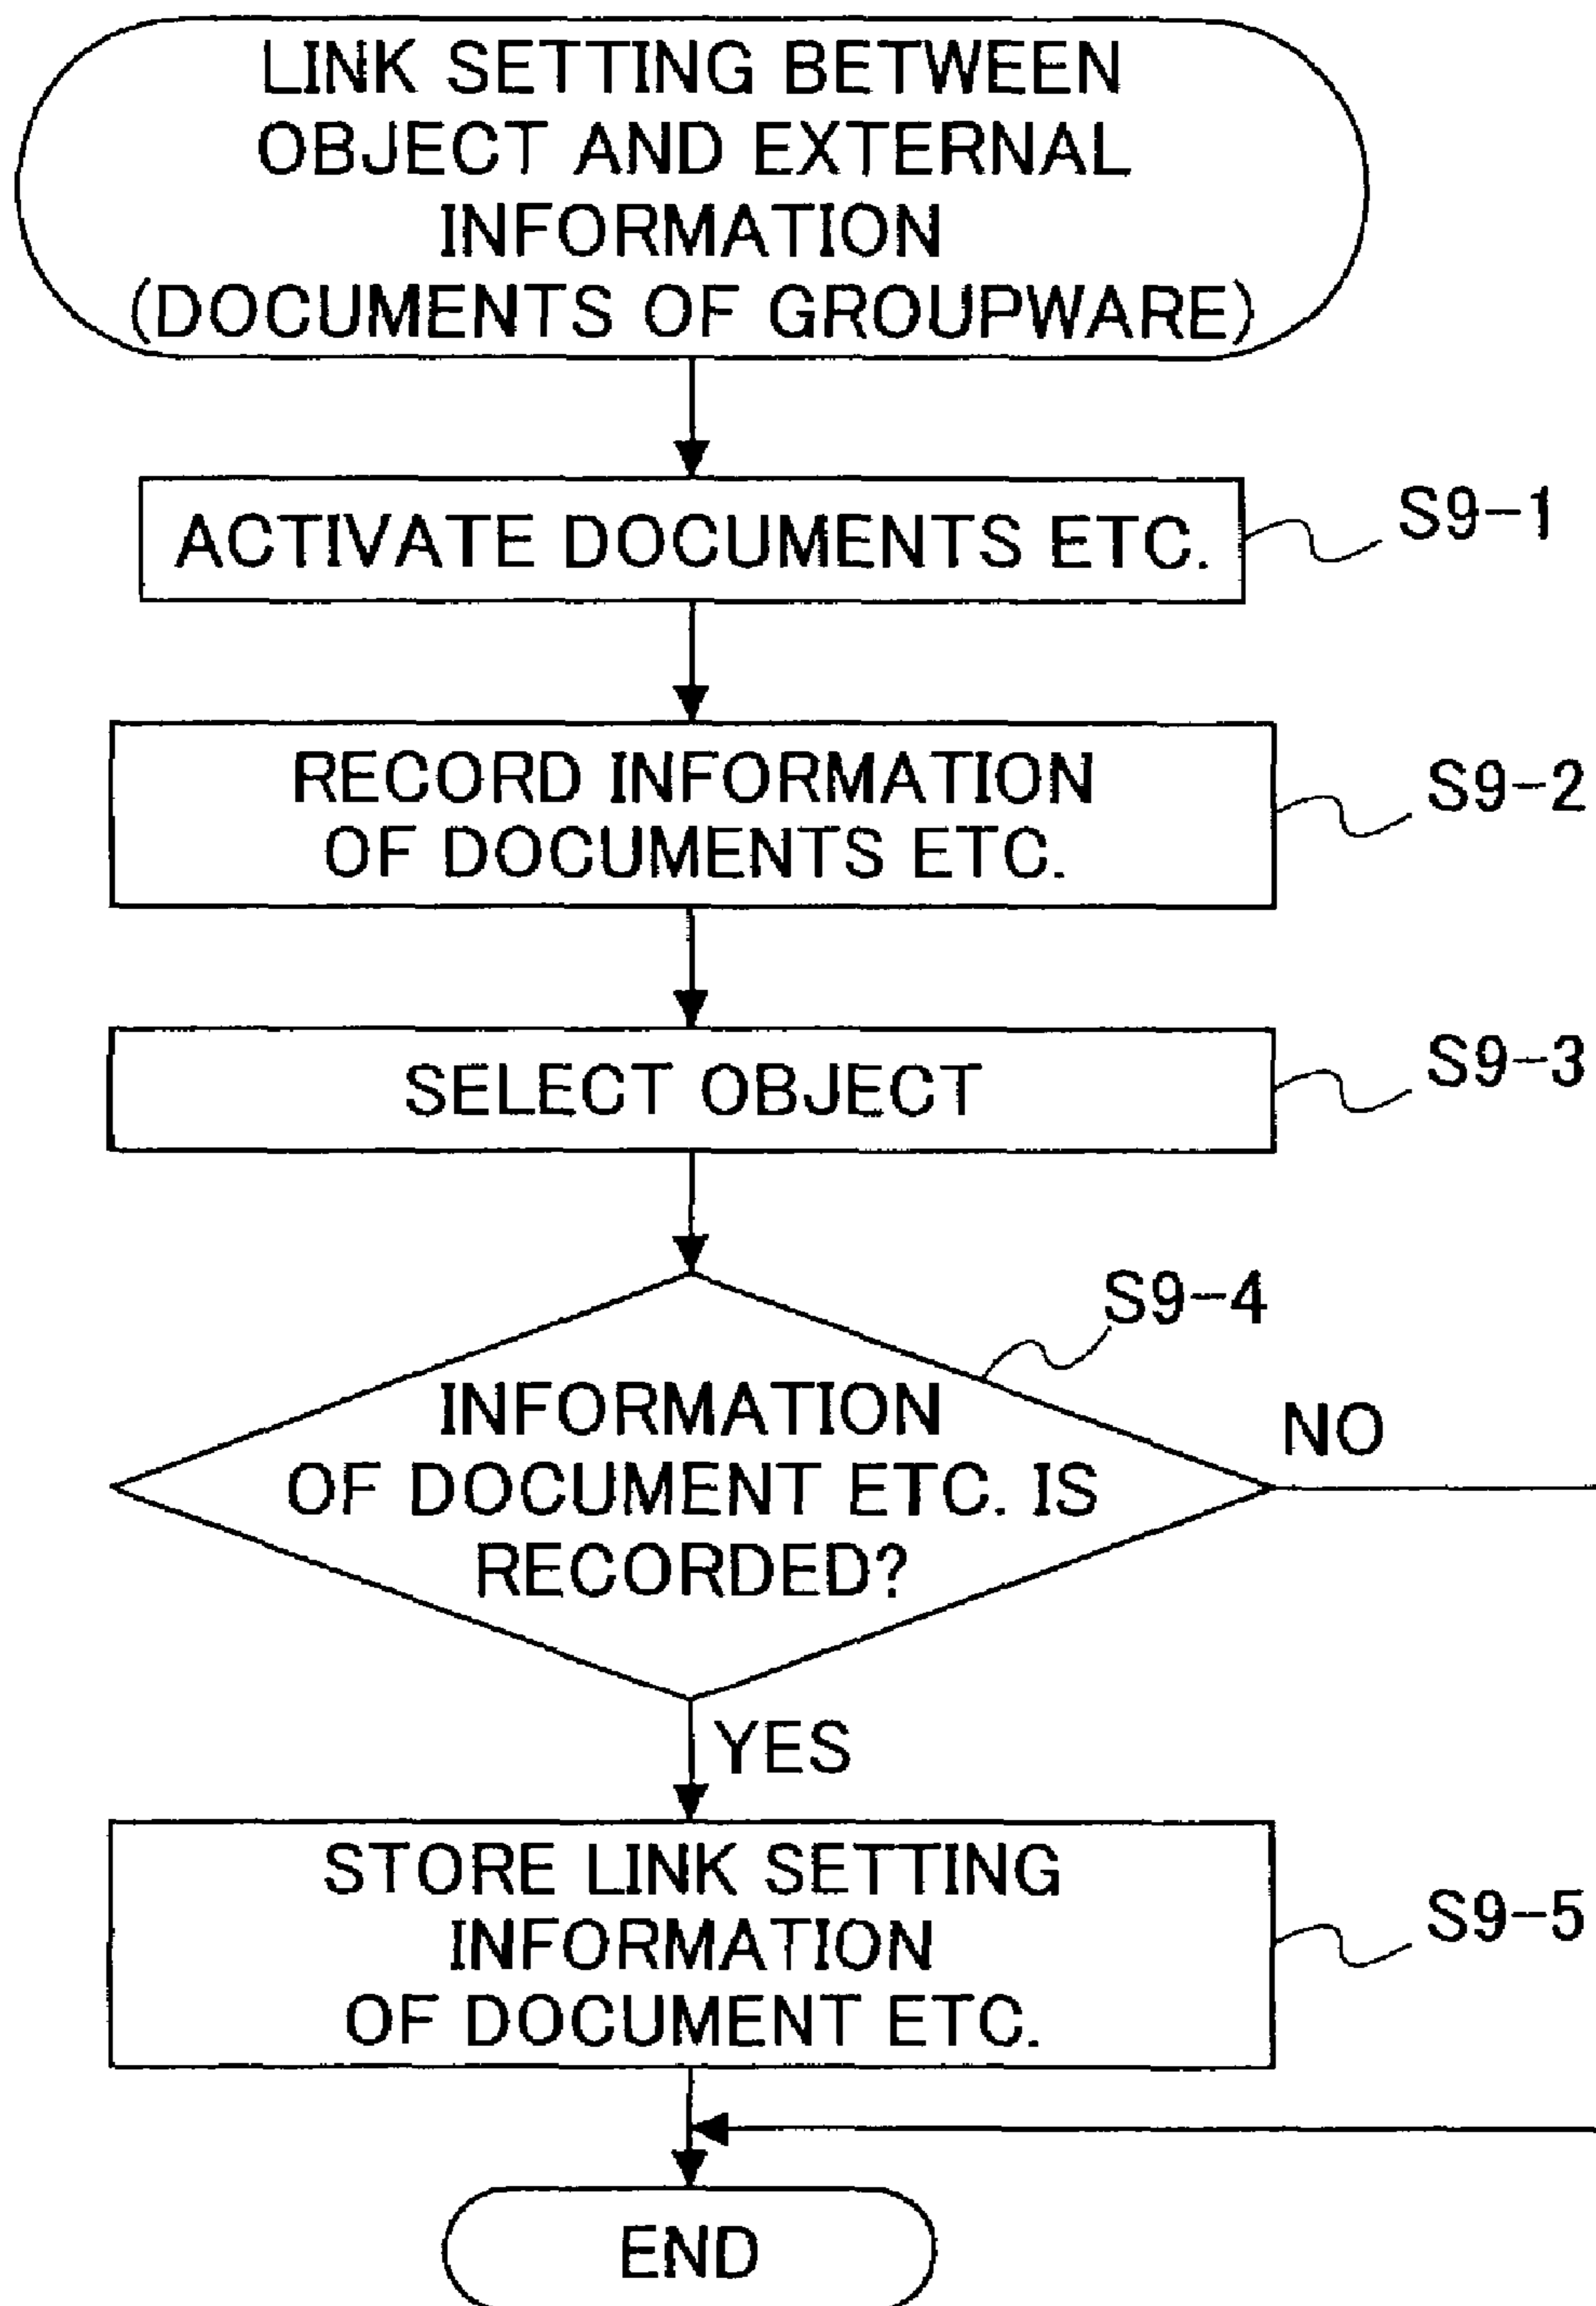 LINK SETTING BETWEEN
OBJECT AND EXTERNAL
INFORMATION
(DOCUMENTS OF GROUPWARE)
ACTIVATE DOCUMENTS ETC.
S9-1
RECORD INFORMATION
OF DOCUMENTS ETC.
S9-2
SELECT OBJECT
S9-3
S9-4
INFORMATION
OF DOCUMENT ETC. IS
RECORDED?
NO
YES
STORE LINK SETTING
INFORMATION
OF DOCUMENT ETC.
S9-5
END